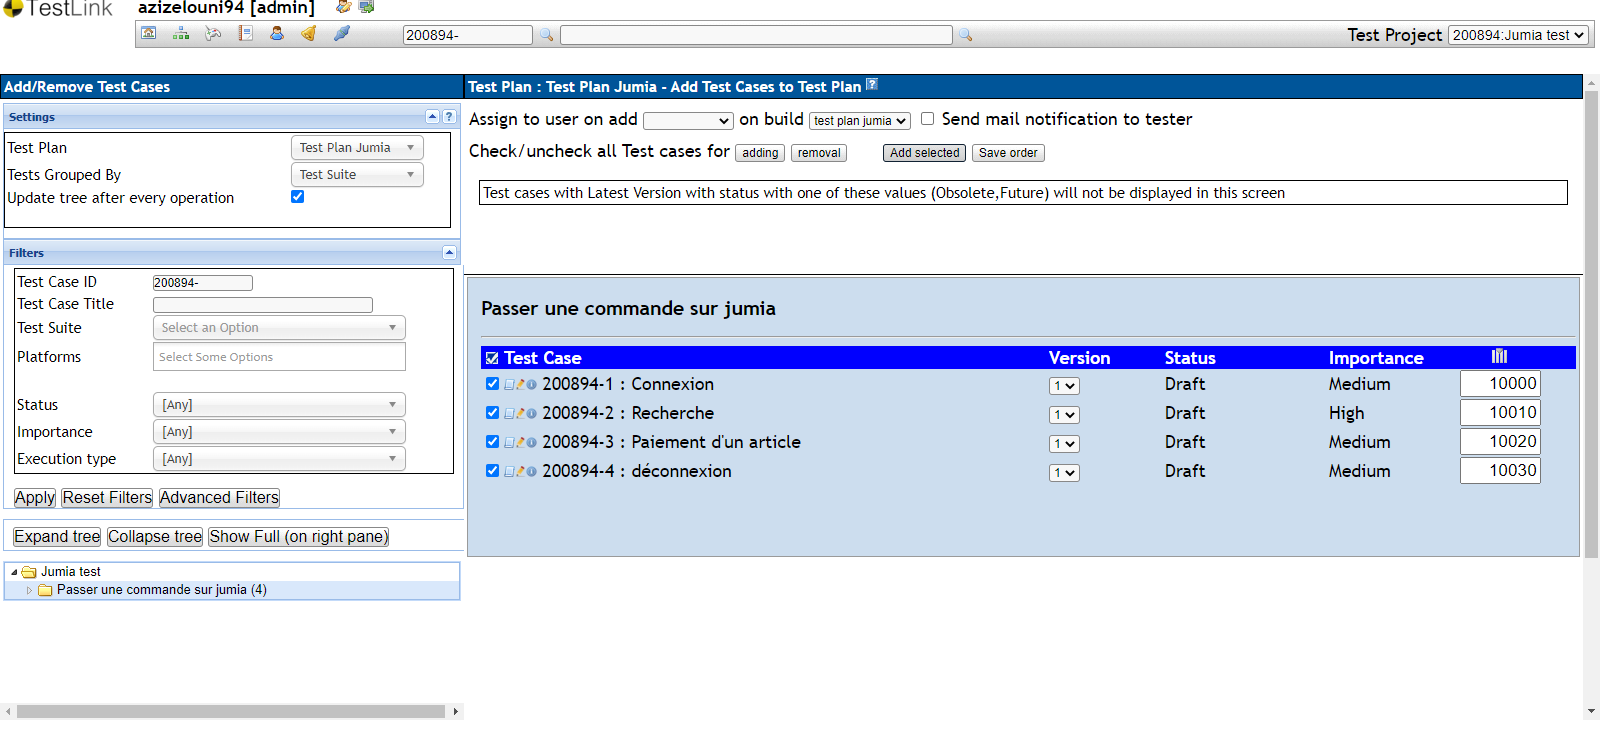 TestLink
azizelouni94 [admin]
200894-
Test Project 200894:Jumia test
Add/Remove Test Cases
Settings
?
Test Plan
Test Plan Jumia
Tests Grouped By
Test Suite
Update tree after every operation
Filters
Test Case ID
200894-
Test Case Title
Test Suite
Select an Option
Platforms
Select Some Options
Status
[Any]
Importance
[Any]
Execution type
[Any]
Apply Reset Filters Advanced Filters
Expand tree Collapse tree Show Full (on right pane)
Jumia test
Passer une commande sur jumia (4)
Test Plan : Test Plan Jumia - Add Test Cases to Test Plan ?
Assign to user on add on build test plan jumia Send mail notification to tester
Check/uncheck all Test cases for adding removal Add selected Save order
Test cases with Latest Version with status with one of these values (Obsolete,Future) will not be displayed in this screen
Passer une commande sur jumia
Test Case Version Status Importance
200894-1 : Connexion 1 Draft Medium 10000
200894-2 : Recherche 1 Draft High 10010
200894-3 : Paiement d'un article 1 Draft Medium 10020
200894-4 : déconnexion 1 Draft Medium 10030